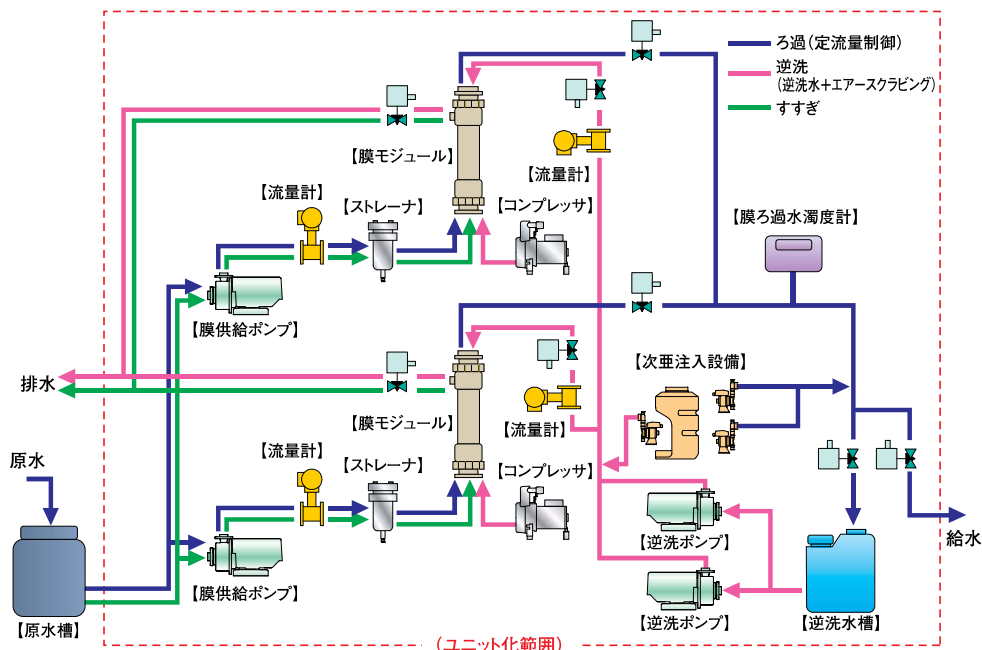 ろ過(定流量制御)
逆洗
(逆洗水+エアースクラビング)
すすぎ
【膜モジュール】
【流量計】
【流量計】
【ストレーナ】
【コンプレッサ】
【膜ろ過水濁度計】
【膜供給ポンプ】
【次亜注入設備】
排水
【膜モジュール】
【流量計】
【流量計】
【ストレーナ】
【コンプレッサ】
原水
【逆洗ポンプ】
給水
【膜供給ポンプ】
【原水槽】
【逆洗ポンプ】
【逆洗水槽】
(ユニット化範囲)